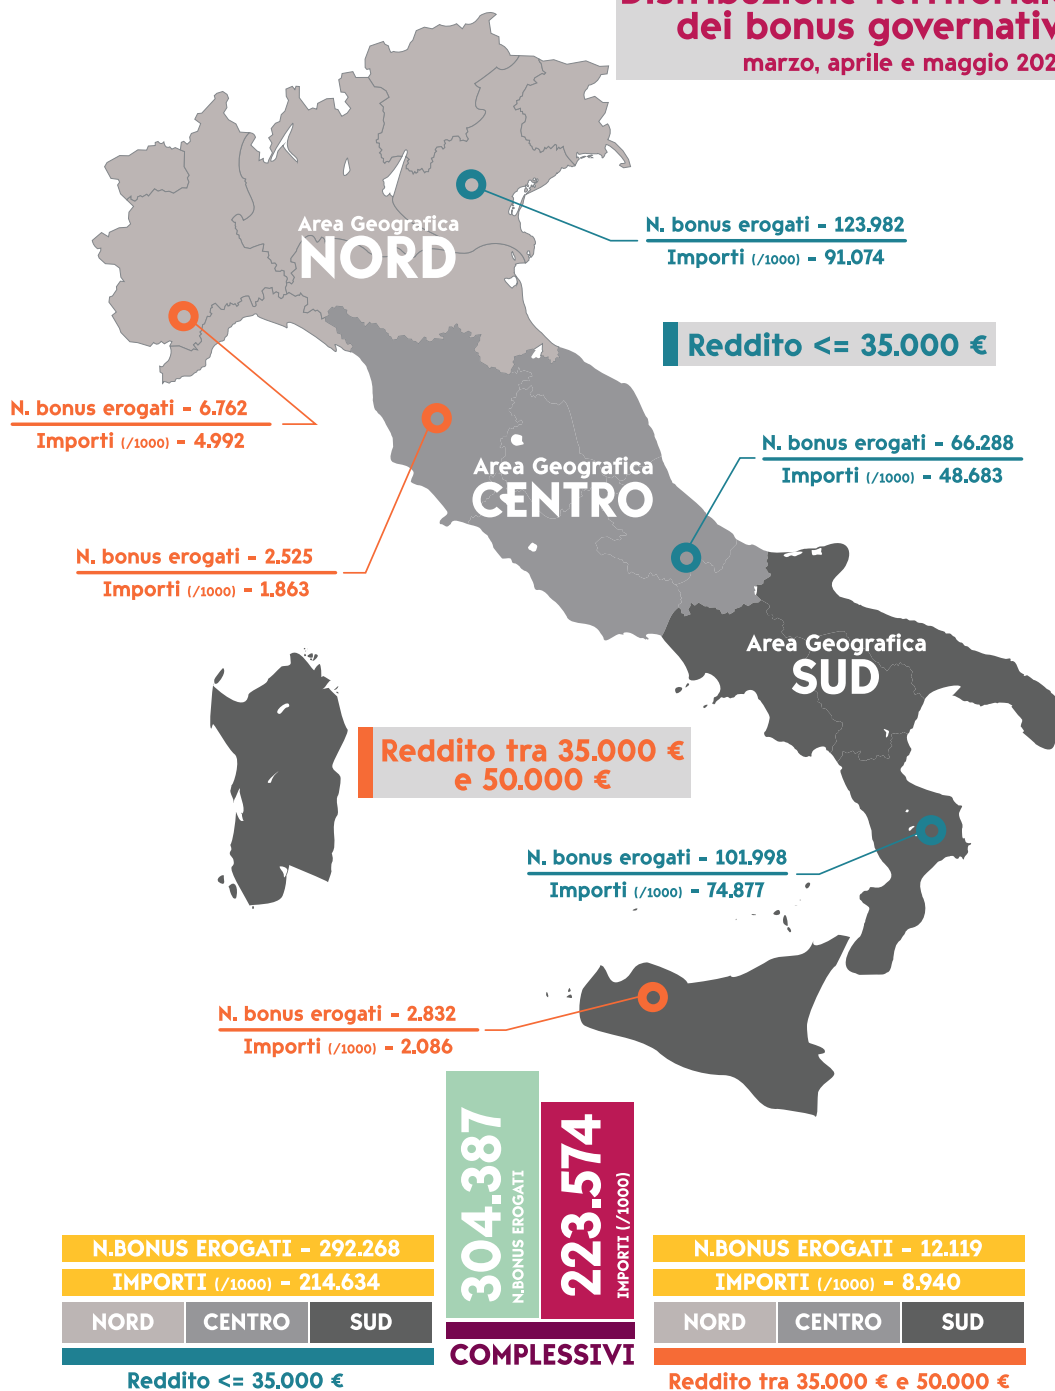 dei bonus governativ
marzo, aprile e maggio 202
Area Geografica
NORD
N. bonus erogati - 123.982
Importi (/1000) - 91.074
Reddito <= 35.000 €
N. bonus erogati - 6.762
Importi (/1000) - 4.992
Area Geografica
CENTRO
N. bonus erogati - 66.288
Importi (/1000) - 48.683
N. bonus erogati - 2.525
Importi (/1000) - 1.863
Area Geografica
SUD
Reddito tra 35.000 €
e 50.000 €
N. bonus erogati - 101.998
Importi (/1000) - 74.877
N. bonus erogati - 2.832
Importi (/1000) - 2.086
304.387
N.BONUS EROGATI
223.574
IMPORTI (/1000)
COMPLESSIVI
N.BONUS EROGATI - 292.268
IMPORTI (/1000) - 214.634
NORD CENTRO SUD
Reddito <= 35.000 €
N.BONUS EROGATI - 12.119
IMPORTI (/1000) - 8.940
NORD CENTRO SUD
Reddito tra 35.000 € e 50.000 €